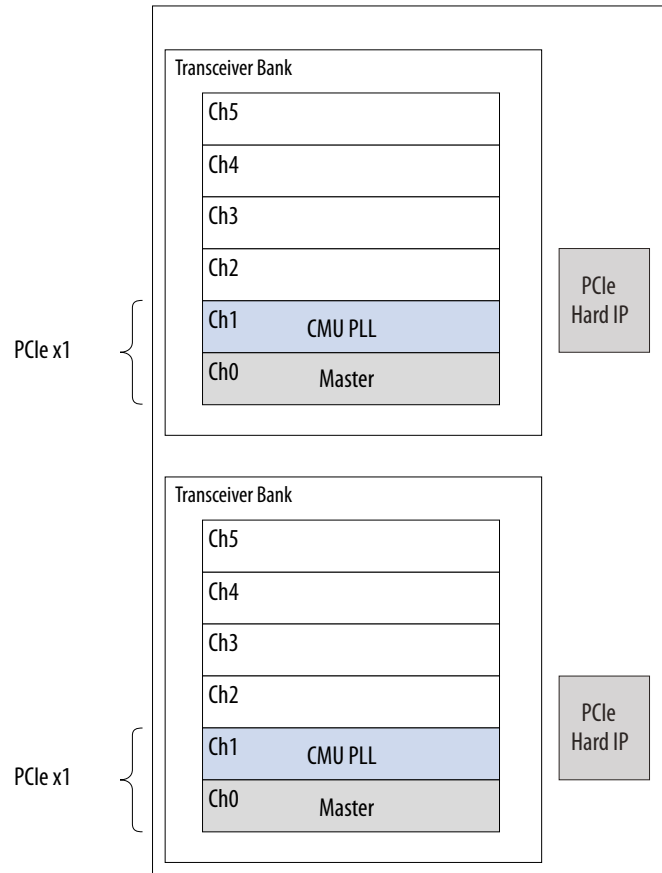 Transceiver Bank
Ch5
Ch4
Ch3
Ch2
PCIe
Hard IP
Ch1 CMU PLL
PCIe x1
Ch0 Master
Transceiver Bank
Ch5
Ch4
Ch3
Ch2
PCIe
Hard IP
Ch1 CMU PLL
PCIe x1
Ch0 Master